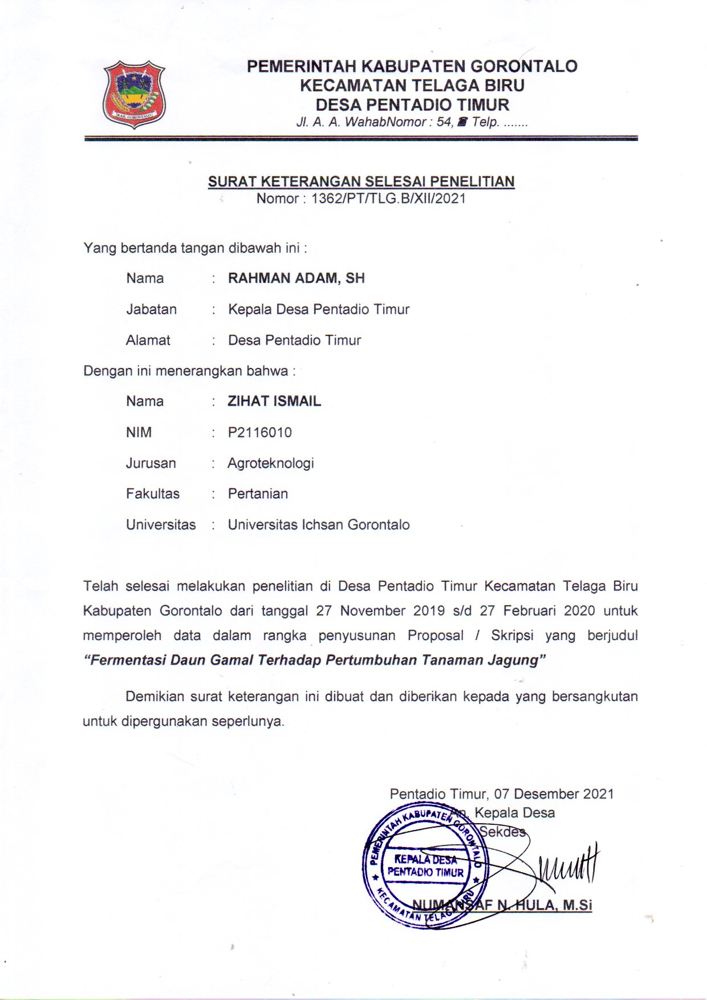 PEMERINTAH KABUPATEN GORONTALO
KECAMATAN TELAGA BIRU
DESA PENTADIO TIMUR
Jl. A. A. WahabNomor : 54, ☎ Telp. .......
KAB. GORONTALO
SURAT KETERANGAN SELESAI PENELITIAN
Nomor : 1362/PT/TLG.B/XII/2021
Yang bertanda tangan dibawah ini :
Nama : RAHMAN ADAM, SH
Jabatan : Kepala Desa Pentadio Timur
Alamat : Desa Pentadio Timur
Dengan ini menerangkan bahwa :
Nama : ZIHAT ISMAIL
NIM : P2116010
Jurusan : Agroteknologi
Fakultas : Pertanian
Universitas : Universitas Ichsan Gorontalo
Telah selesai melakukan penelitian di Desa Pentadio Timur Kecamatan Telaga Biru
Kabupaten Gorontalo dari tanggal 27 November 2019 s/d 27 Februari 2020 untuk
memperoleh data dalam rangka penyusunan Proposal / Skripsi yang berjudul
“Fermentasi Daun Gamal Terhadap Pertumbuhan Tanaman Jagung”
Demikian surat keterangan ini dibuat dan diberikan kepada yang bersangkutan
untuk dipergunakan seperlunya.
Pentadio Timur, 07 Desember 2021
An. Kepala Desa
Sekdes
PEMERINTAH KABUPATEN GORONTALO
KEPALA DESA
PENTADIO TIMUR
KECAMATAN TELAGA BIRU
NUMANSAF N. HULA, M.Si